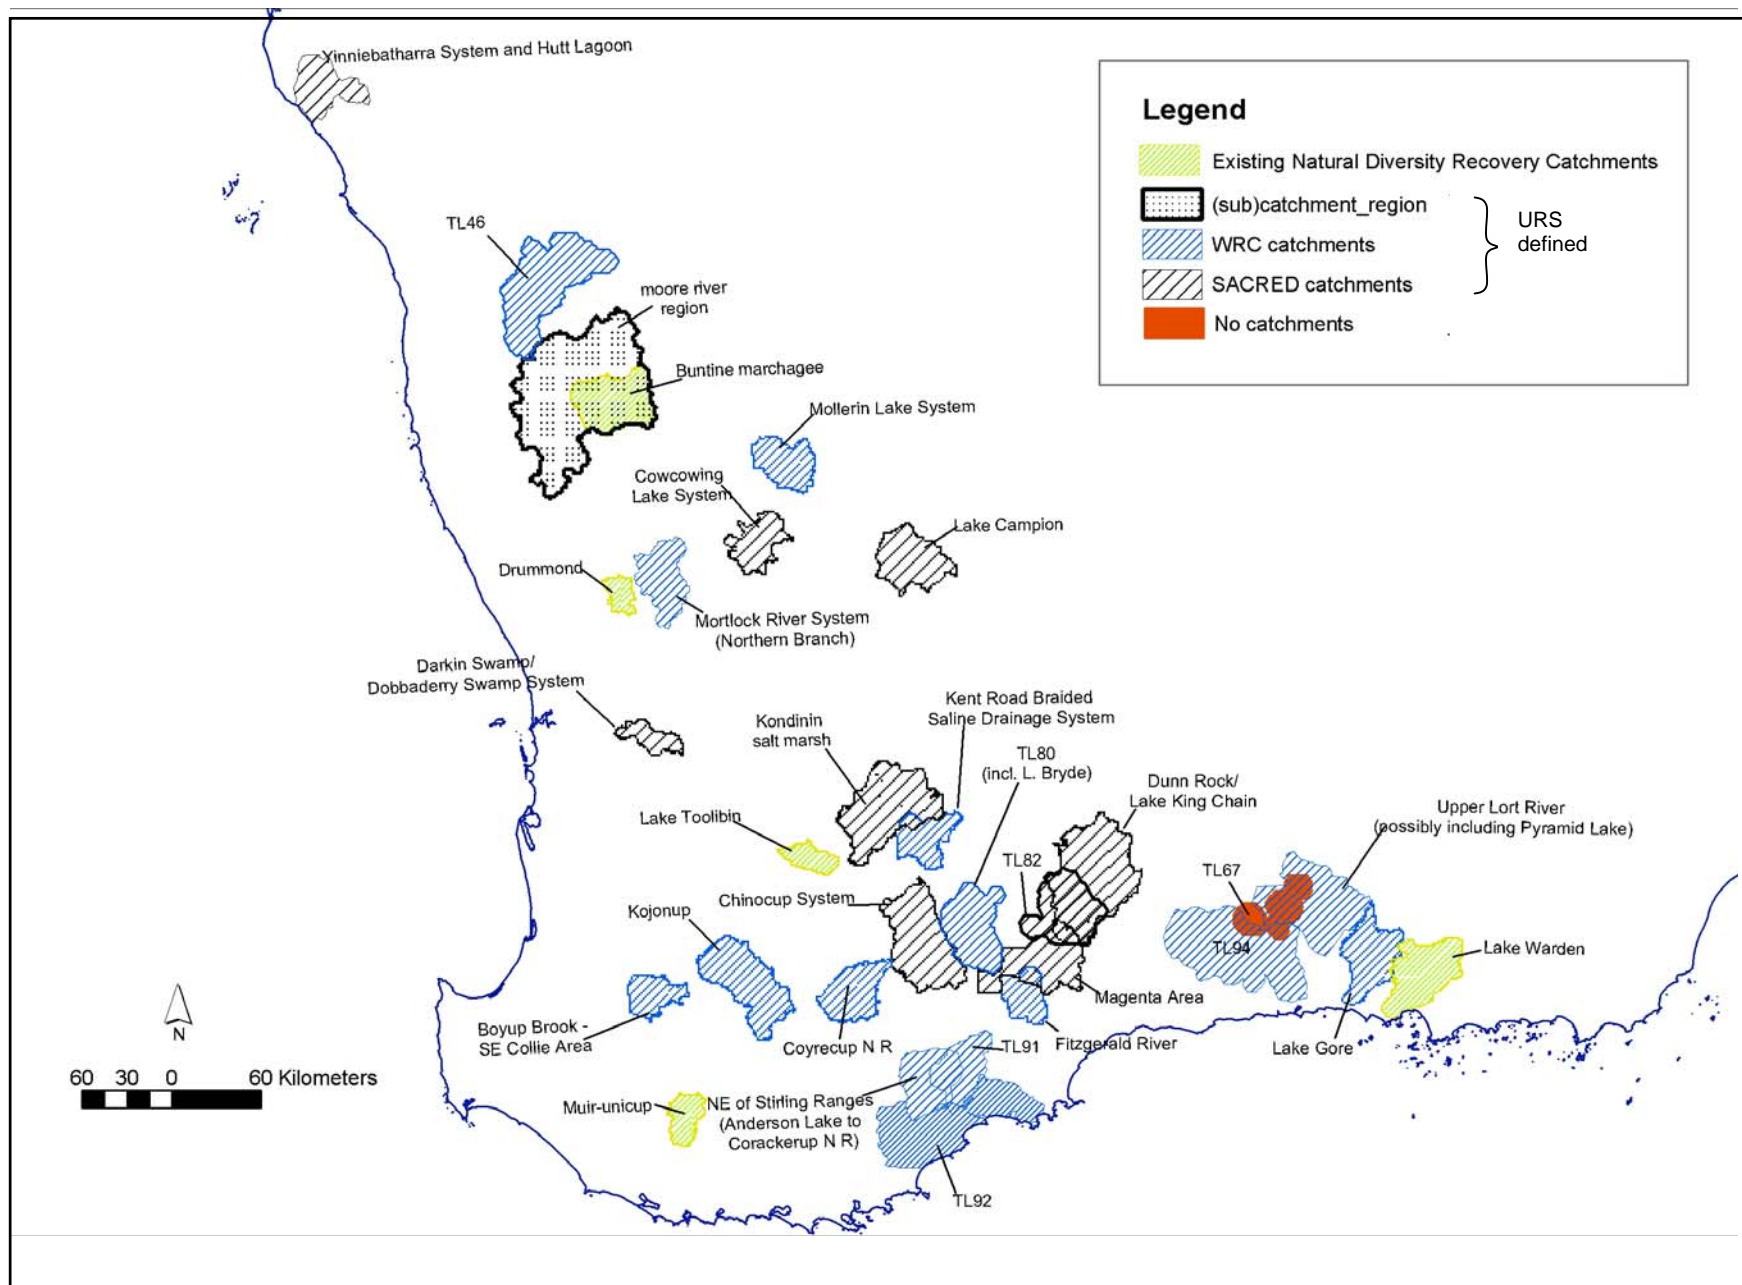 Yinniebatharra System and Hutt Lagoon
Legend
Existing Natural Diversity Recovery Catchments
(sub)catchment_region
WRC catchments
SACRED catchments
No catchments
URS
defined
TL46
moore river
region
Buntine marchagee
Mollerin Lake System
Cowcowing
Lake System
Lake Campion
Drummond
Mortlock River System
(Northern Branch)
Darkin Swamp/
Dobbaderry Swamp System
Kondinin
salt marsh
Kent Road Braided
Saline Drainage System
TL80
(incl. L. Bryde)
Dunn Rock/
Lake King Chain
Upper Lort River
(possibly including Pyramid Lake)
Lake Toolibin
TL82
TL67
Chinocup System
Kojonup
TL94
Lake Warden
Magenta Area
Boyup Brook -
SE Collie Area
Coyrecup N R
TL91
Fitzgerald River
Lake Gore
N
60 30 0 60 Kilometers
Muir-unicup
NE of Stirling Ranges
(Anderson Lake to
Corackerup N R)
TL92